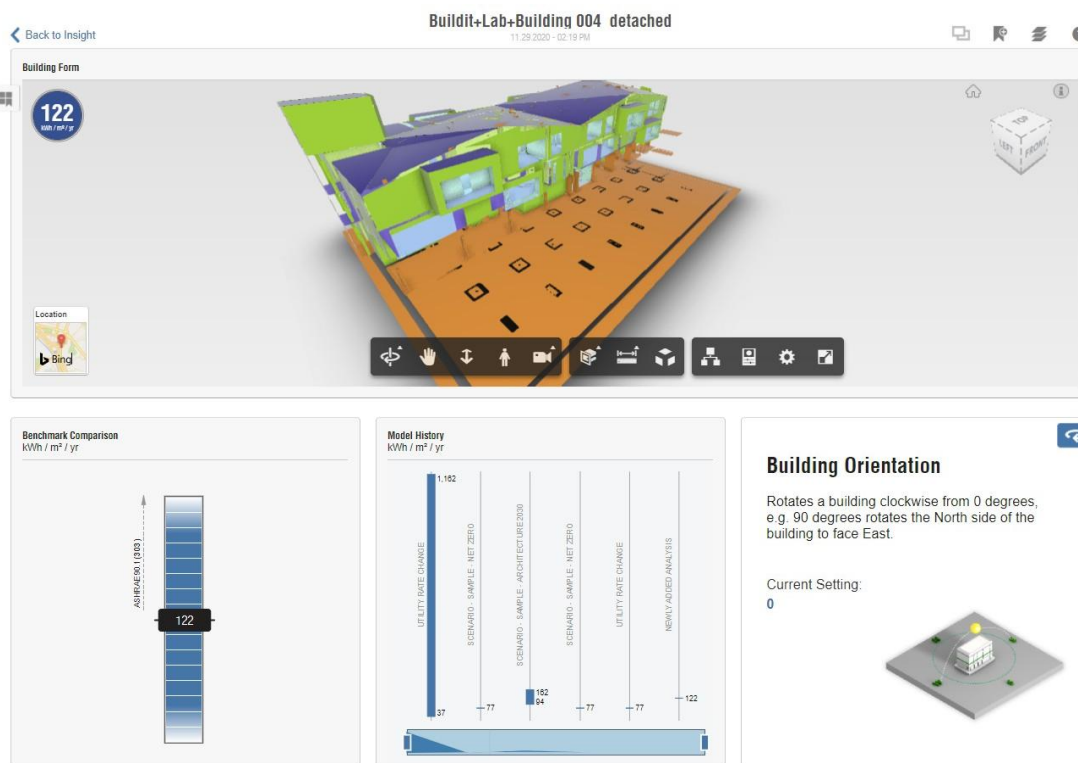 Buildit+Lab+Building 004 detached
11.29.2020 - 02:19 PM
Back to Insight
Building Form
122
kWh / m² / yr
TOP
LEFT
FRONT
Location
Bing
Benchmark Comparison
kWh / m² / yr
ASHRAE 90.1 (303)
122
Model History
kWh / m² / yr
1,162
37
UTILITY RATE CHANGE
SCENARIO - SAMPLE - NET ZERO
77
SCENARIO - SAMPLE - ARCHITECTURE 2030
162
94
SCENARIO - SAMPLE - NET ZERO
77
UTILITY RATE CHANGE
77
NEWLY ADDED ANALYSIS
122
Building Orientation
Rotates a building clockwise from 0 degrees,
e.g. 90 degrees rotates the North side of the
building to face East.
Current Setting:
0